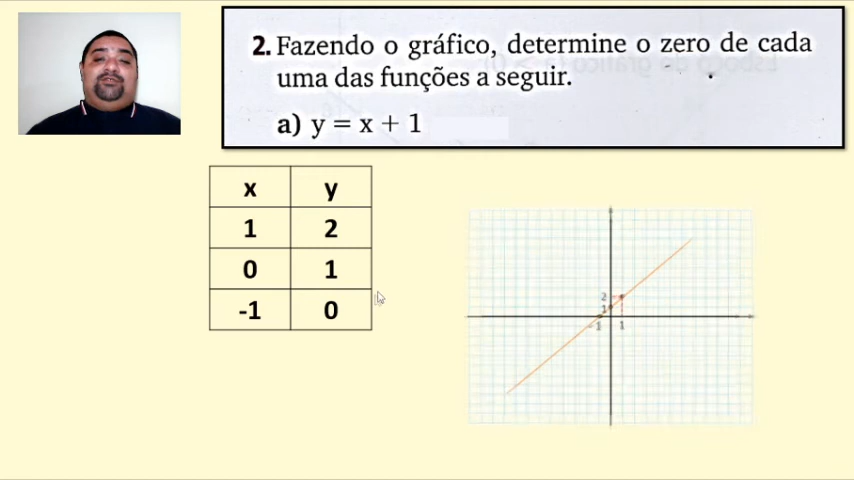 2. Fazendo o gráfico, determine o zero de cada
uma das funções a seguir.
a) y = x + 1
x y
1 2
0 1
-1 0
2
1
-1 1